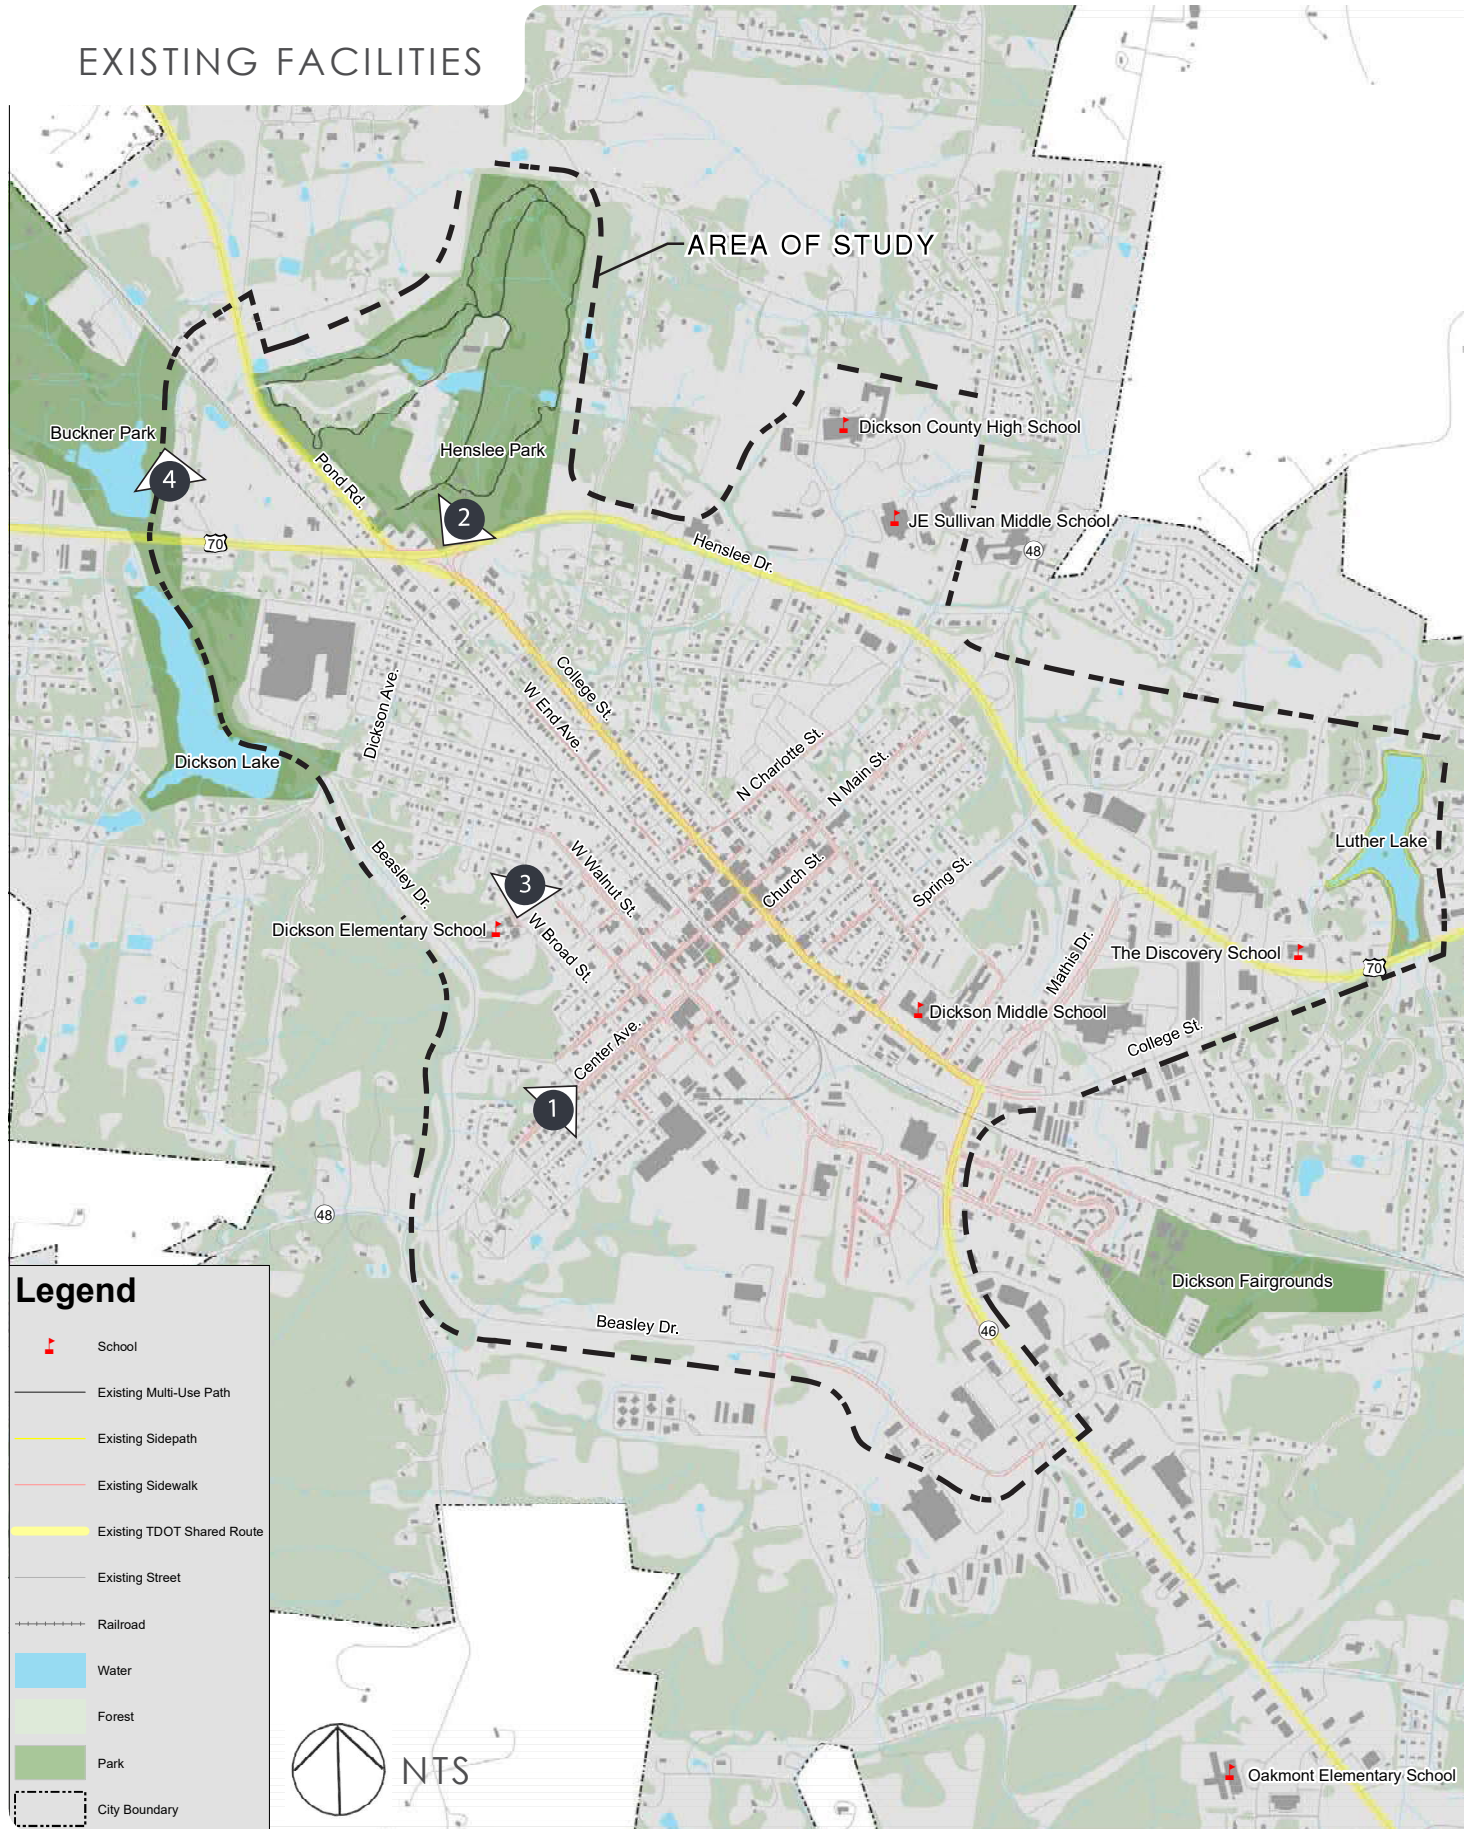 EXISTING FACILITIES
AREA OF STUDY
Dickson County High School
Buckner Park
Henslee Park
Pond Rd.
4
2
JE Sullivan Middle School
70
Henslee Dr.
48
College St.
W End Ave.
Dickson Ave.
Dickson Lake
N Charlotte St.
N Main St.
Luther Lake
Beasley Dr.
W Walnut St.
Church St.
Spring St.
3
Dickson Elementary School
W Broad St.
Mathis Dr.
The Discovery School
70
Dickson Middle School
College St.
Center Ave.
1
48
Dickson Fairgrounds
Beasley Dr.
46
Legend
School
Existing Multi-Use Path
Existing Sidepath
Existing Sidewalk
Existing TDOT Shared Route
Existing Street
Railroad
Water
Forest
Park
City Boundary
NTS
Oakmont Elementary School